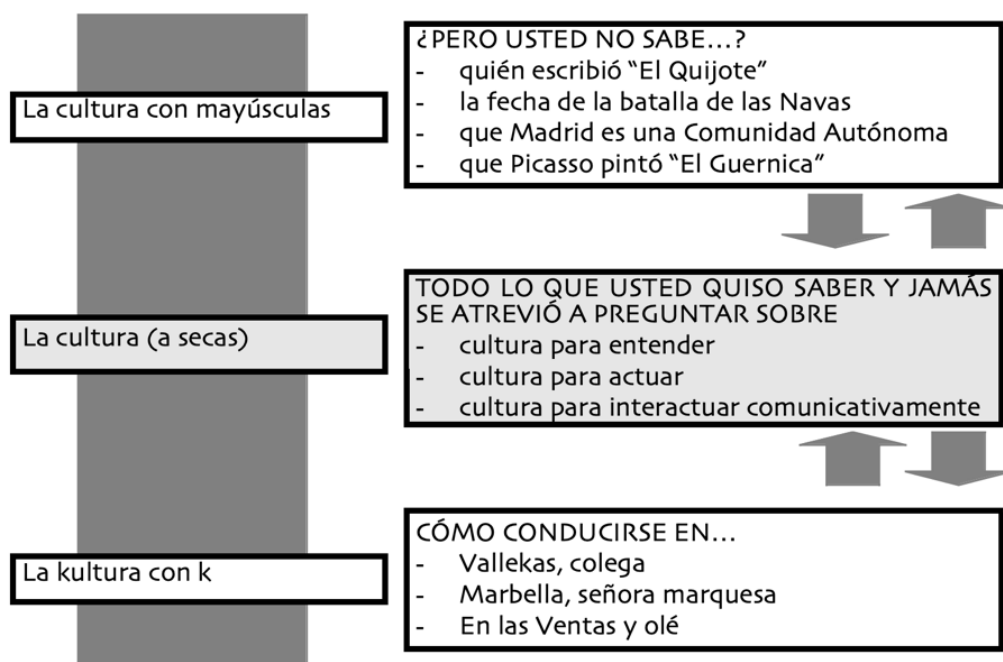 La cultura con mayúsculas
¿PERO USTED NO SABE...?
- quién escribió “El Quijote”
- la fecha de la batalla de las Navas
- que Madrid es una Comunidad Autónoma
- que Picasso pintó “El Guernica”
La cultura (a secas)
TODO LO QUE USTED QUISO SABER Y JAMÁS
SE ATREVIÓ A PREGUNTAR SOBRE
- cultura para entender
- cultura para actuar
- cultura para interactuar comunicativamente
La kultura con k
CÓMO CONDUCIRSE EN...
- Vallekas, colega
- Marbella, señora marquesa
- En las Ventas y olé